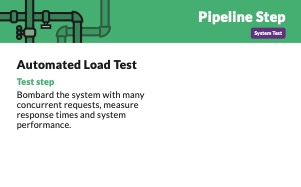 Pipeline Step
System Test
Automated Load Test
Test step
Bombard the system with many
concurrent requests, measure
response times and system
performance.